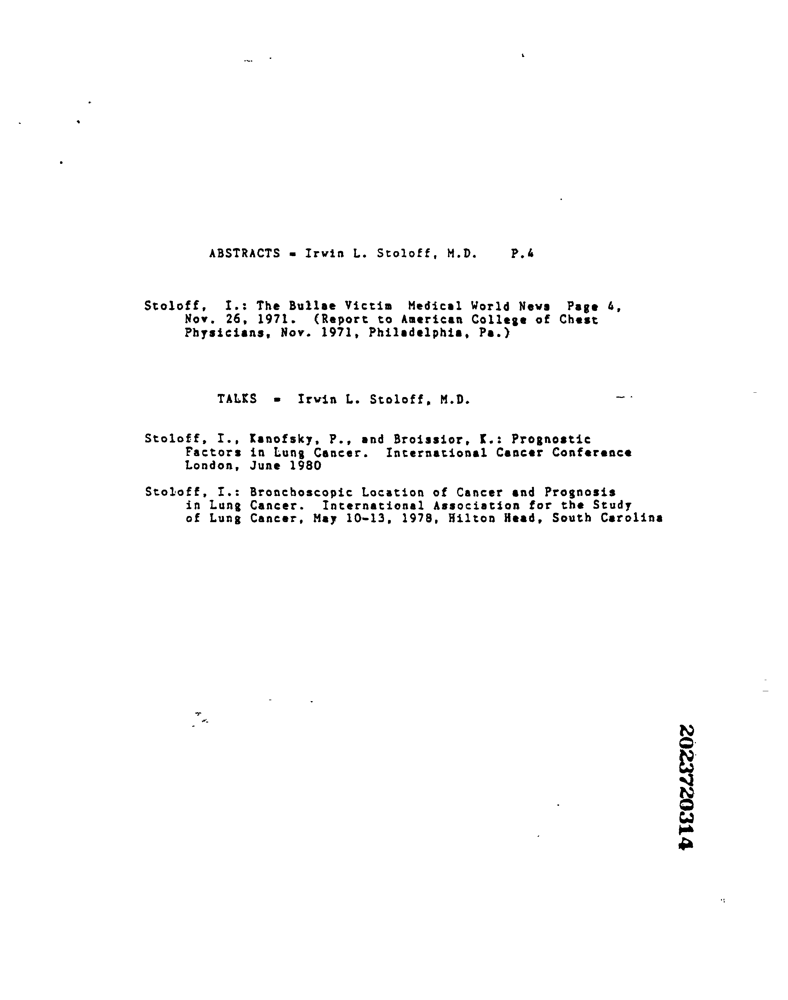 ABSTRACTS = Irwin L. Stoloff, M.D. P.4
Stoloff, I.: The Bullae Victim Medical World News Page 4,
Nov. 26, 1971. (Report to American College of Chest
Physicians, Nov. 1971, Philadelphia, Pa.)
TALKS = Irwin L. Stoloff, M.D.
Stoloff, I., Kanofsky, P., and Broissior, K.: Prognostic
Factors in Lung Cancer. International Cancer Conference
London, June 1980
Stoloff, I.: Bronchoscopic Location of Cancer and Prognosis
in Lung Cancer. International Association for the Study
of Lung Cancer, May 10-13, 1978, Hilton Head, South Carolina
2023720314